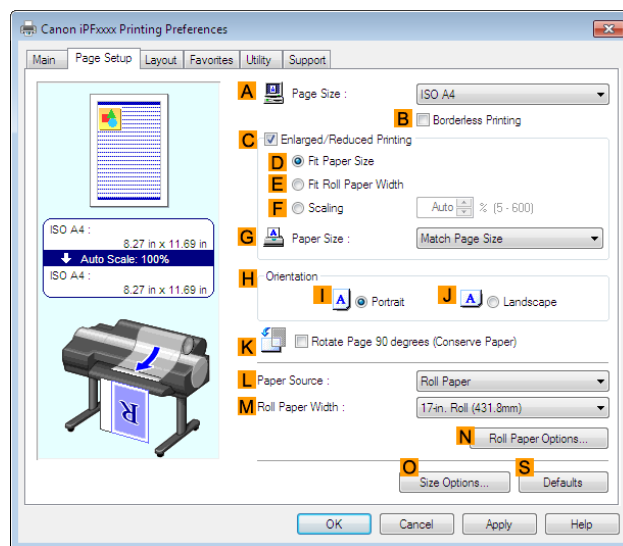 Canon iPFxxxx Printing Preferences
Main Page Setup Layout Favorites Utility Support
A Page Size : ISO A4
B Borderless Printing
C Enlarged/Reduced Printing
D Fit Paper Size
E Fit Roll Paper Width
F Scaling Auto % (5 - 600)
G A Paper Size : Match Page Size
ISO A4 :
8.27 in x 11.69 in
Auto Scale: 100%
ISO A4 :
8.27 in x 11.69 in
H Orientation
I A Portrait J A Landscape
K Rotate Page 90 degrees (Conserve Paper)
L Paper Source : Roll Paper
M Roll Paper Width : 17-in. Roll (431.8mm)
R
N Roll Paper Options...
O Size Options... S Defaults
OK Cancel Apply Help